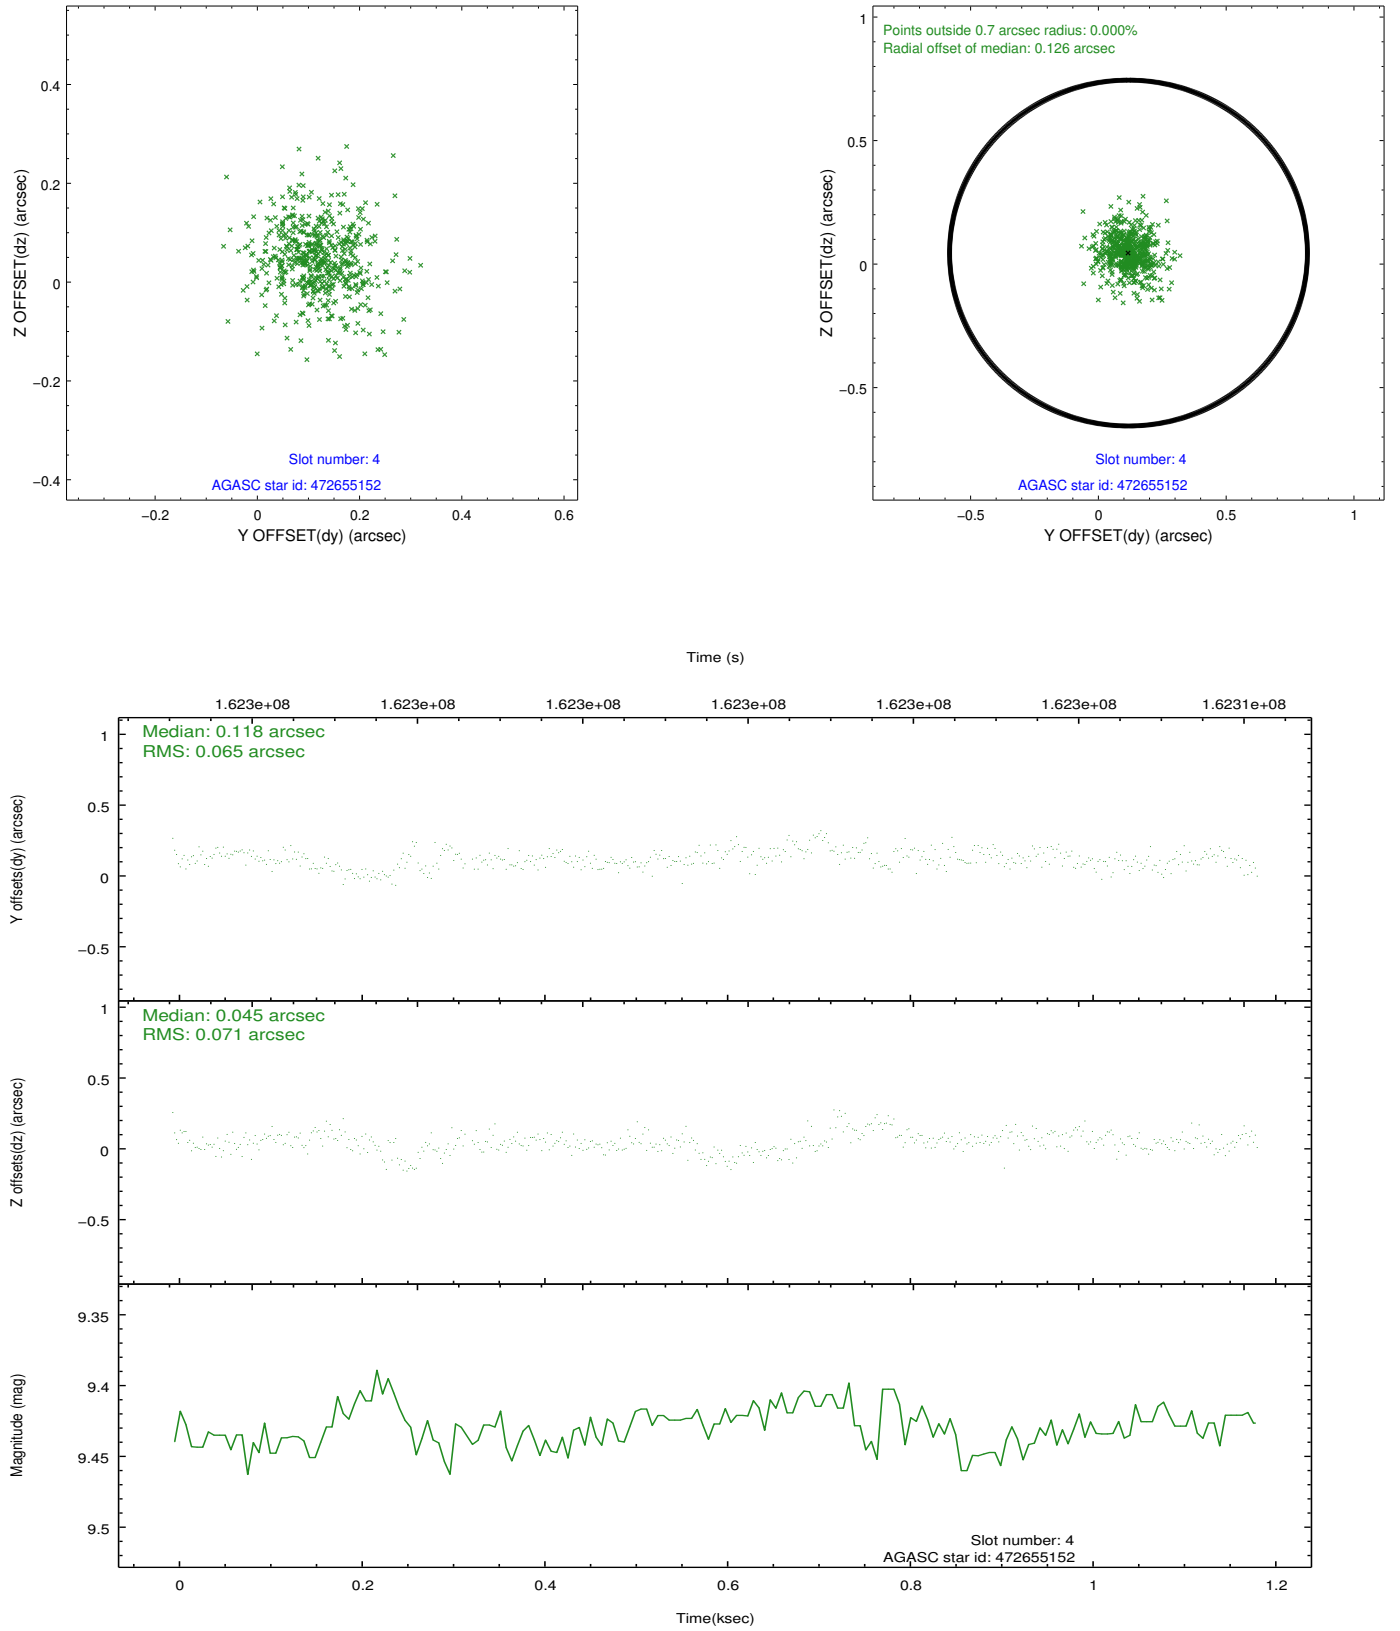 0.4
0.2
0
−0.2
−0.4
Z OFFSET(dz) (arcsec)
Slot number: 4
AGASC star id: 472655152
−0.2 0 0.2 0.4 0.6
Y OFFSET(dy) (arcsec)
Points outside 0.7 arcsec radius: 0.000%
Radial offset of median: 0.126 arcsec
1
0.5
0
−0.5
Z OFFSET(dz) (arcsec)
Slot number: 4
AGASC star id: 472655152
−0.5 0 0.5 1
Y OFFSET(dy) (arcsec)
Time (s)
1.623e+08 1.623e+08 1.623e+08 1.623e+08 1.623e+08 1.623e+08 1.6231e+08
Median: 0.118 arcsec
RMS: 0.065 arcsec
1
0.5
0
−0.5
Y offsets(dy) (arcsec)
Median: 0.045 arcsec
RMS: 0.071 arcsec
1
0.5
0
−0.5
Z offsets(dz) (arcsec)
9.35
9.4
9.45
9.5
Magnitude (mag)
Slot number: 4
AGASC star id: 472655152
0 0.2 0.4 0.6 0.8 1 1.2
Time(ksec)